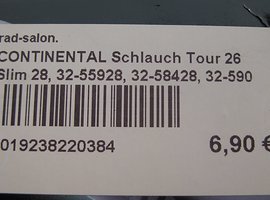 rad-salon.
CONTINENTAL Schlauch Tour 26
Slim 28, 32-55928, 32-58428, 32-590
019238220384
6,90 €